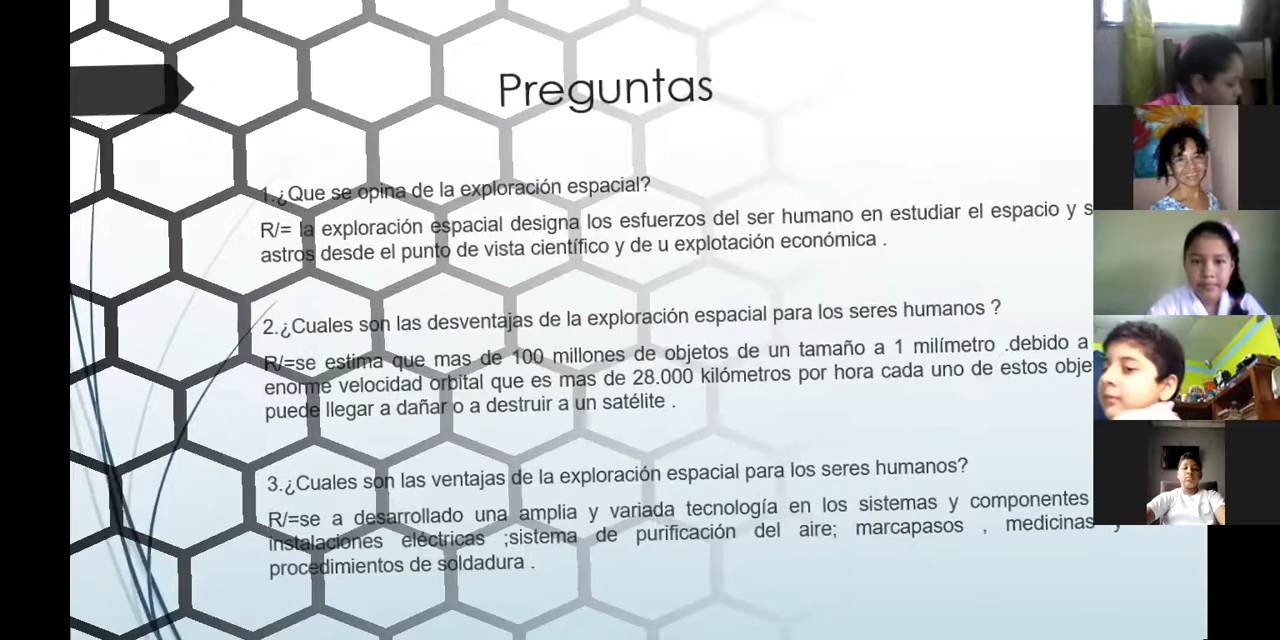 Preguntas
1.¿Que se opina de la exploración espacial?
R/= la exploración espacial designa los esfuerzos del ser humano en estudiar el espacio y s
astros desde el punto de vista científico y de u explotación económica .
2.¿Cuales son las desventajas de la exploración espacial para los seres humanos ?
R/=se estima que mas de 100 millones de objetos de un tamaño a 1 milímetro .debido a
enorme velocidad orbital que es mas de 28.000 kilómetros por hora cada uno de estos obje
puede llegar a dañar o a destruir a un satélite .
3.¿Cuales son las ventajas de la exploración espacial para los seres humanos?
R/=se a desarrollado una amplia y variada tecnología en los sistemas y componentes
instalaciones eléctricas ;sistema de purificación del aire; marcapasos , medicinas y
procedimientos de soldadura .